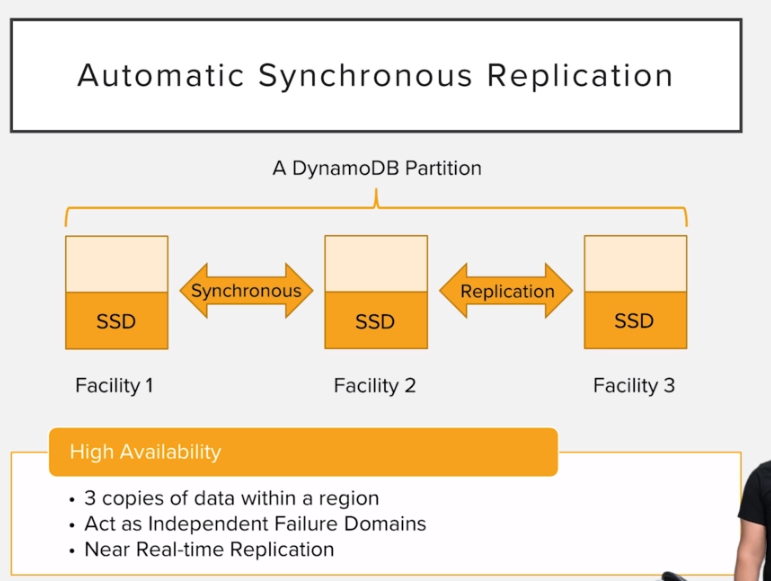 Automatic Synchronous Replication
A DynamoDB Partition
Synchronous
Replication
SSD
SSD
SSD
Facility 1
Facility 2
Facility 3
High Availability
• 3 copies of data within a region
• Act as Independent Failure Domains
• Near Real-time Replication